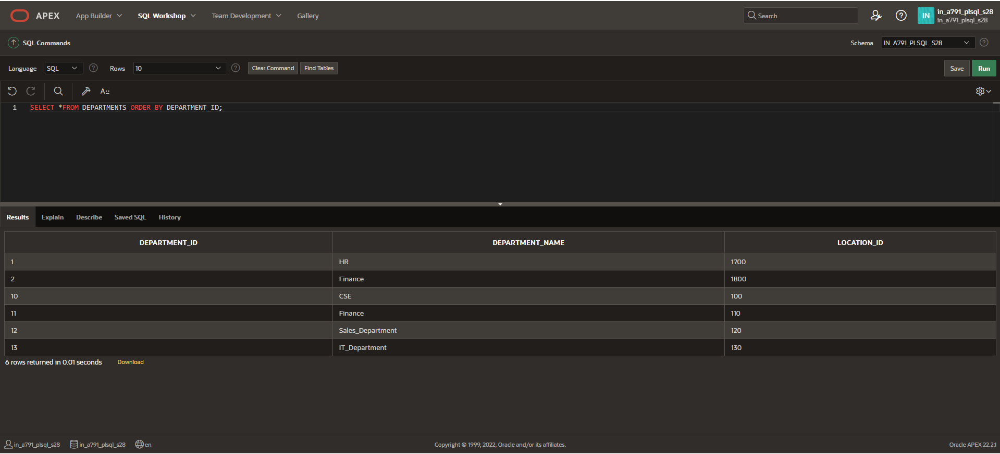 APEX App Builder SQL Workshop Team Development Gallery Search IN in_a791_plsql_s28
in_a791_plsql_s28
SQL Commands Schema IN_A791_PLSQL_S28
Language SQL Rows 10 Clear Command Find Tables Save Run
A::
1 SELECT *FROM DEPARTMENTS ORDER BY DEPARTMENT_ID;
Results Explain Describe Saved SQL History
DEPARTMENT_ID DEPARTMENT_NAME LOCATION_ID
1 HR 1700
2 Finance 1800
10 CSE 100
11 Finance 110
12 Sales_Department 120
13 IT_Department 130
6 rows returned in 0.01 seconds Download
in_a791_plsql_s28 in_a791_plsql_s28 en Copyright © 1999, 2022, Oracle and/or its affiliates. Oracle APEX 22.2.1